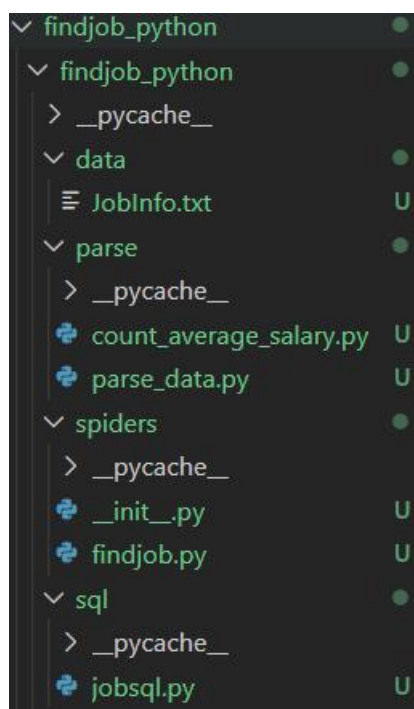 findjob_python
findjob_python
__pycache__
data
JobInfo.txt U
parse
__pycache__
count_average_salary.py U
parse_data.py U
spiders
__pycache__
__init__.py U
findjob.py U
sql
__pycache__
jobsql.py U